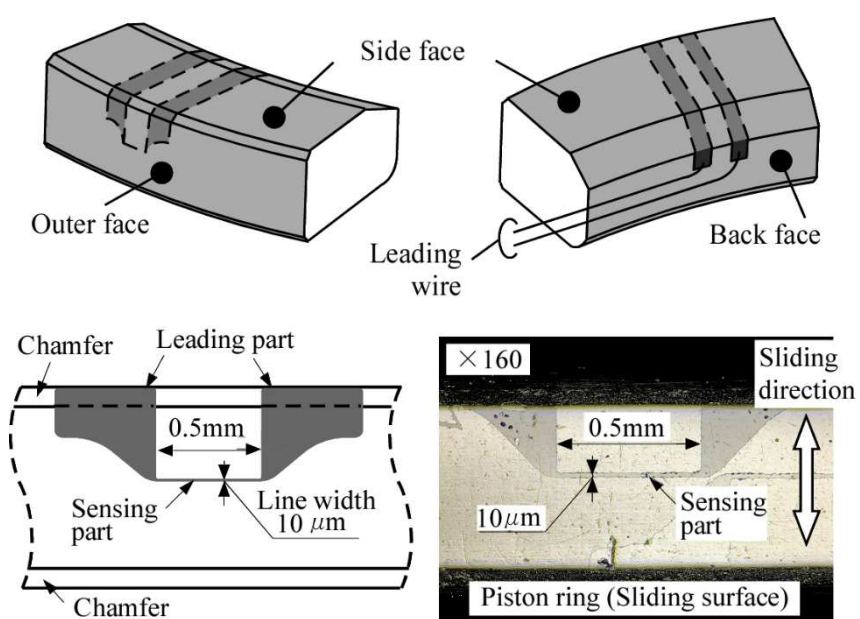 Side face
Outer face
Leading
wire
Back face
Chamfer
Leading part
0.5mm
Sensing
part
Line width
10 μm
Chamfer
×160
Sliding
direction
0.5mm
10μm
Sensing
part
Piston ring (Sliding surface)